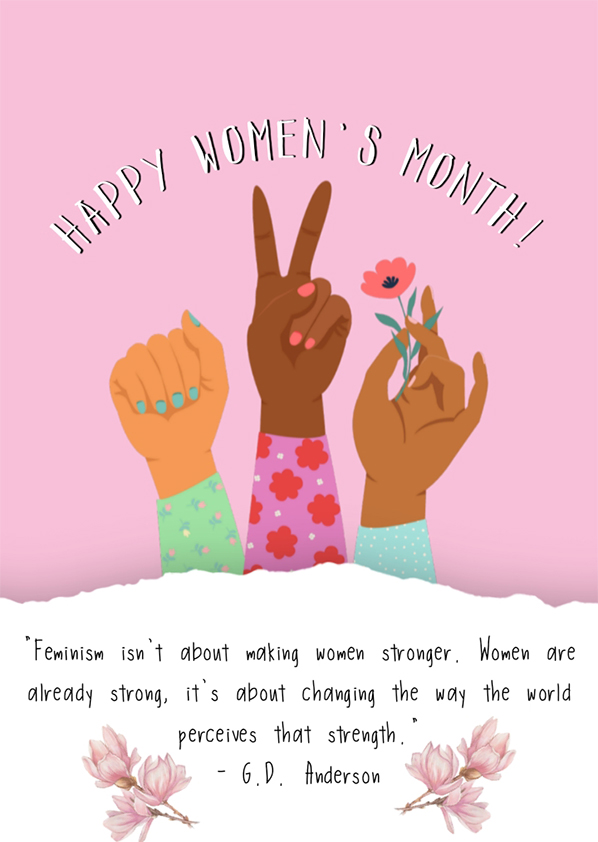 HAPPY WOMEN'S MONTH!
"Feminism isn't about making women stronger. Women are
already strong, it's about changing the way the world
perceives that strength."
- G.D. Anderson